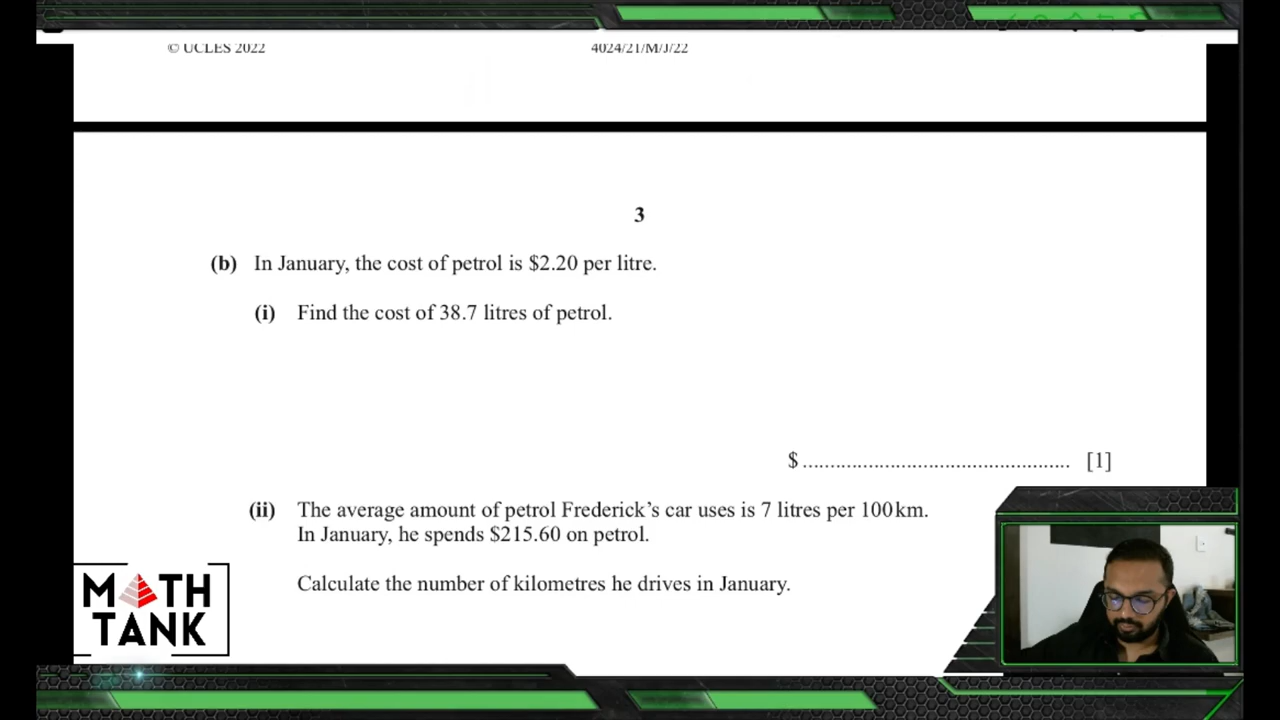 © UCLES 2022 4024/21/M/J/22
3
(b) In January, the cost of petrol is $2.20 per litre.
(i) Find the cost of 38.7 litres of petrol.
$ .................................................. [1]
(ii) The average amount of petrol Frederick's car uses is 7 litres per 100 km.
In January, he spends $215.60 on petrol.
Calculate the number of kilometres he drives in January.
MATH
TANK